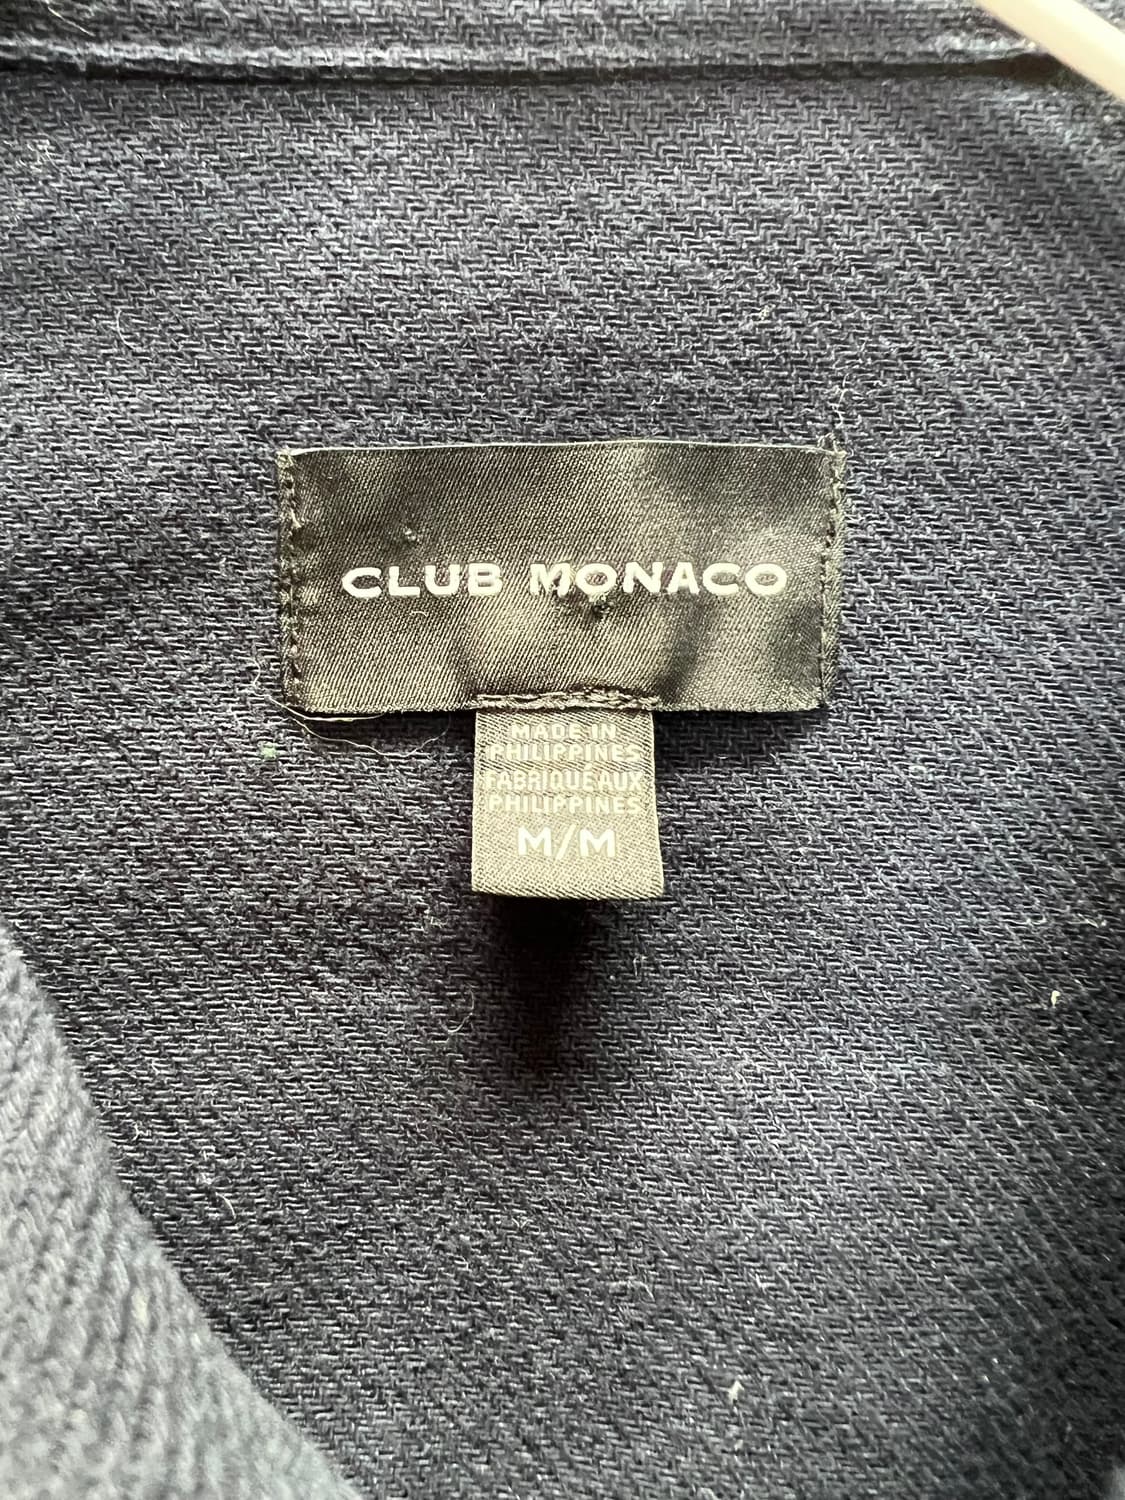 CLUB MONACO
MADE IN
PHILIPPINES
FABRIQUÉ AUX
PHILIPPINES
M/M